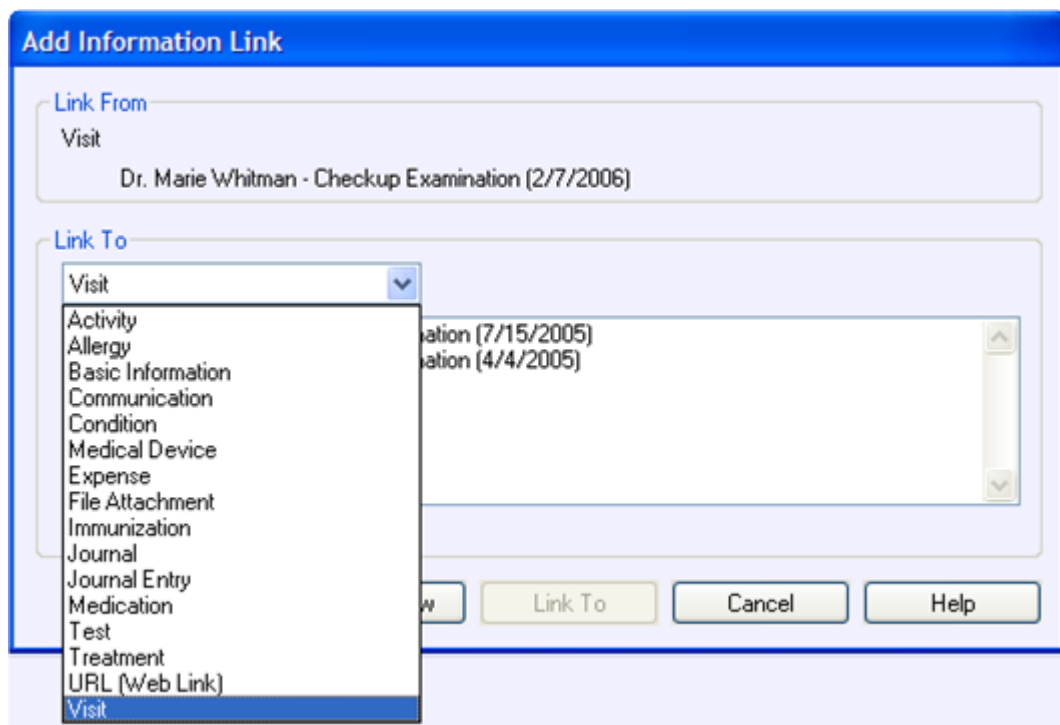 Add Information Link
Link From
Visit
Dr. Marie Whitman - Checkup Examination (2/7/2006)
Link To
Visit
Activity
Allergy
Basic Information
Communication
Condition
Medical Device
Expense
File Attachment
Immunization
Journal
Journal Entry
Medication
Test
Treatment
URL (Web Link)
Visit
ation (7/15/2005)
ation (4/4/2005)
w
Link To
Cancel
Help